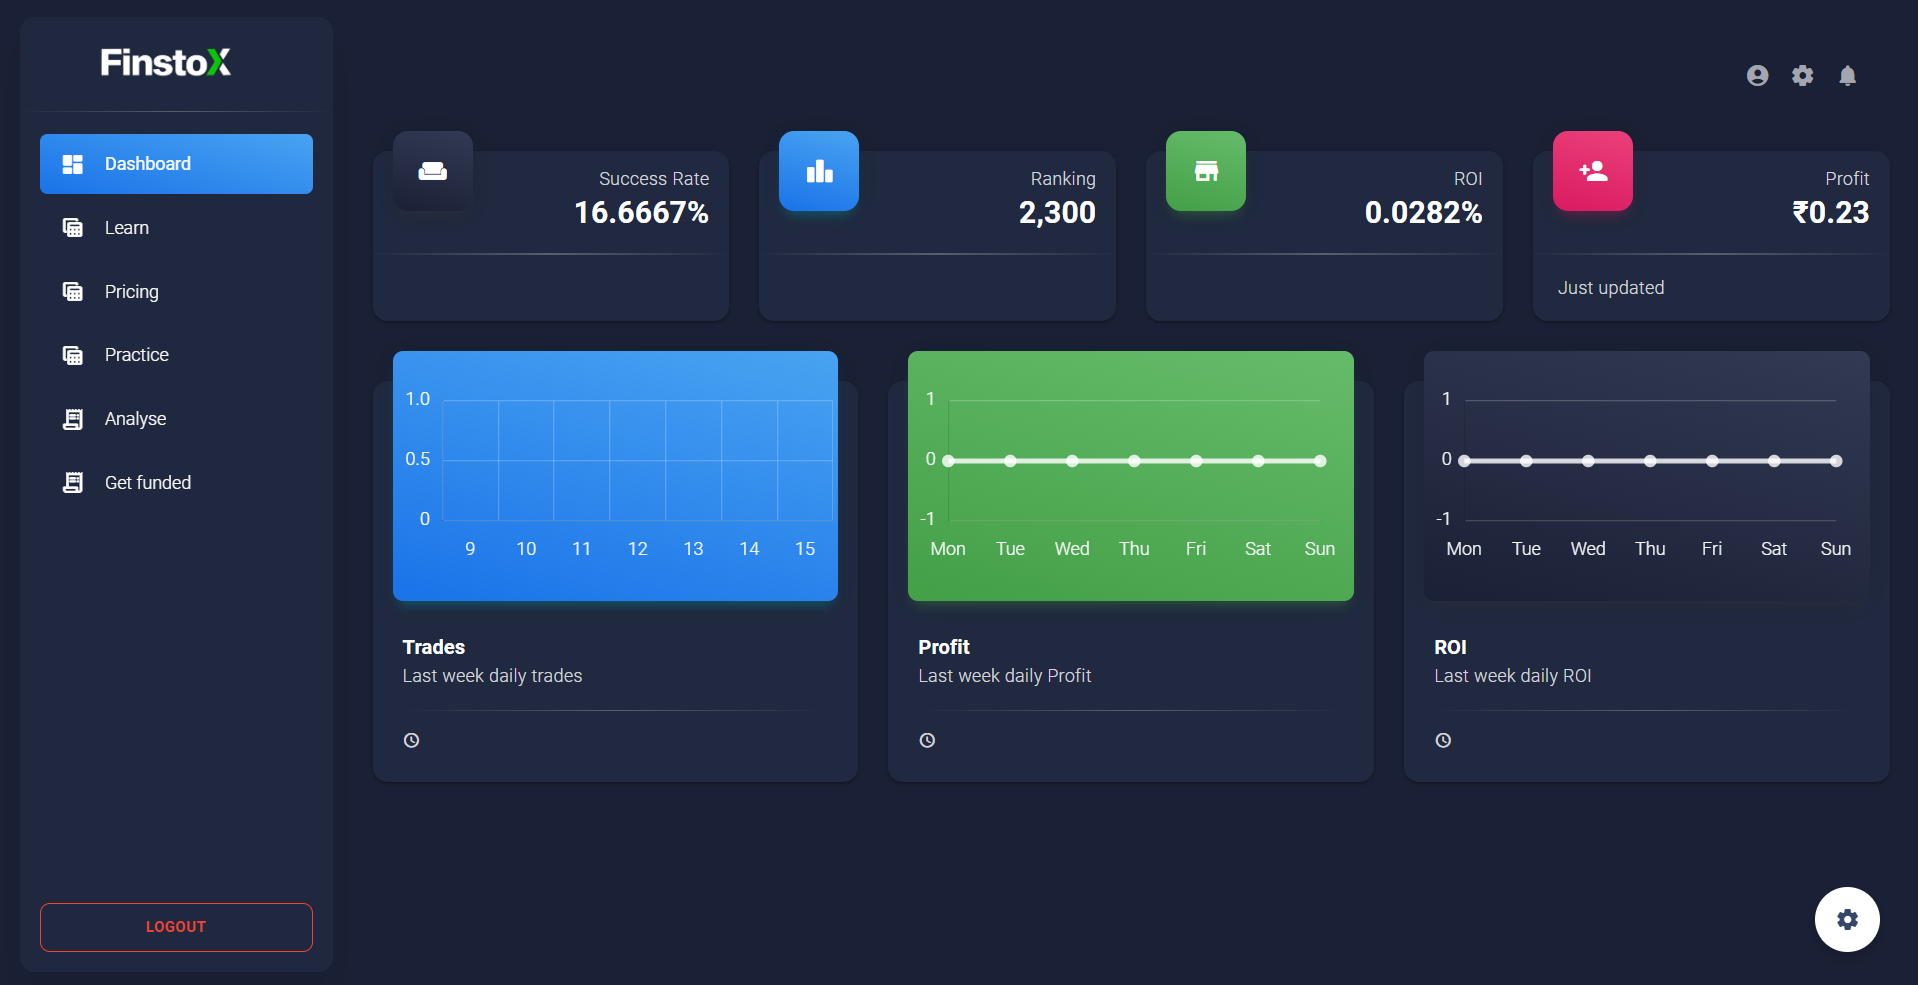 FinstoX
Dashboard
Learn
Pricing
Practice
Analyse
Get funded
LOGOUT
Success Rate
16.6667%
Ranking
2,300
ROI
0.0282%
Profit
₹0.23
Just updated
1.0
0.5
0
9 10 11 12 13 14 15
Trades
Last week daily trades
1
0
-1
Mon Tue Wed Thu Fri Sat Sun
Profit
Last week daily Profit
1
0
-1
Mon Tue Wed Thu Fri Sat Sun
ROI
Last week daily ROI